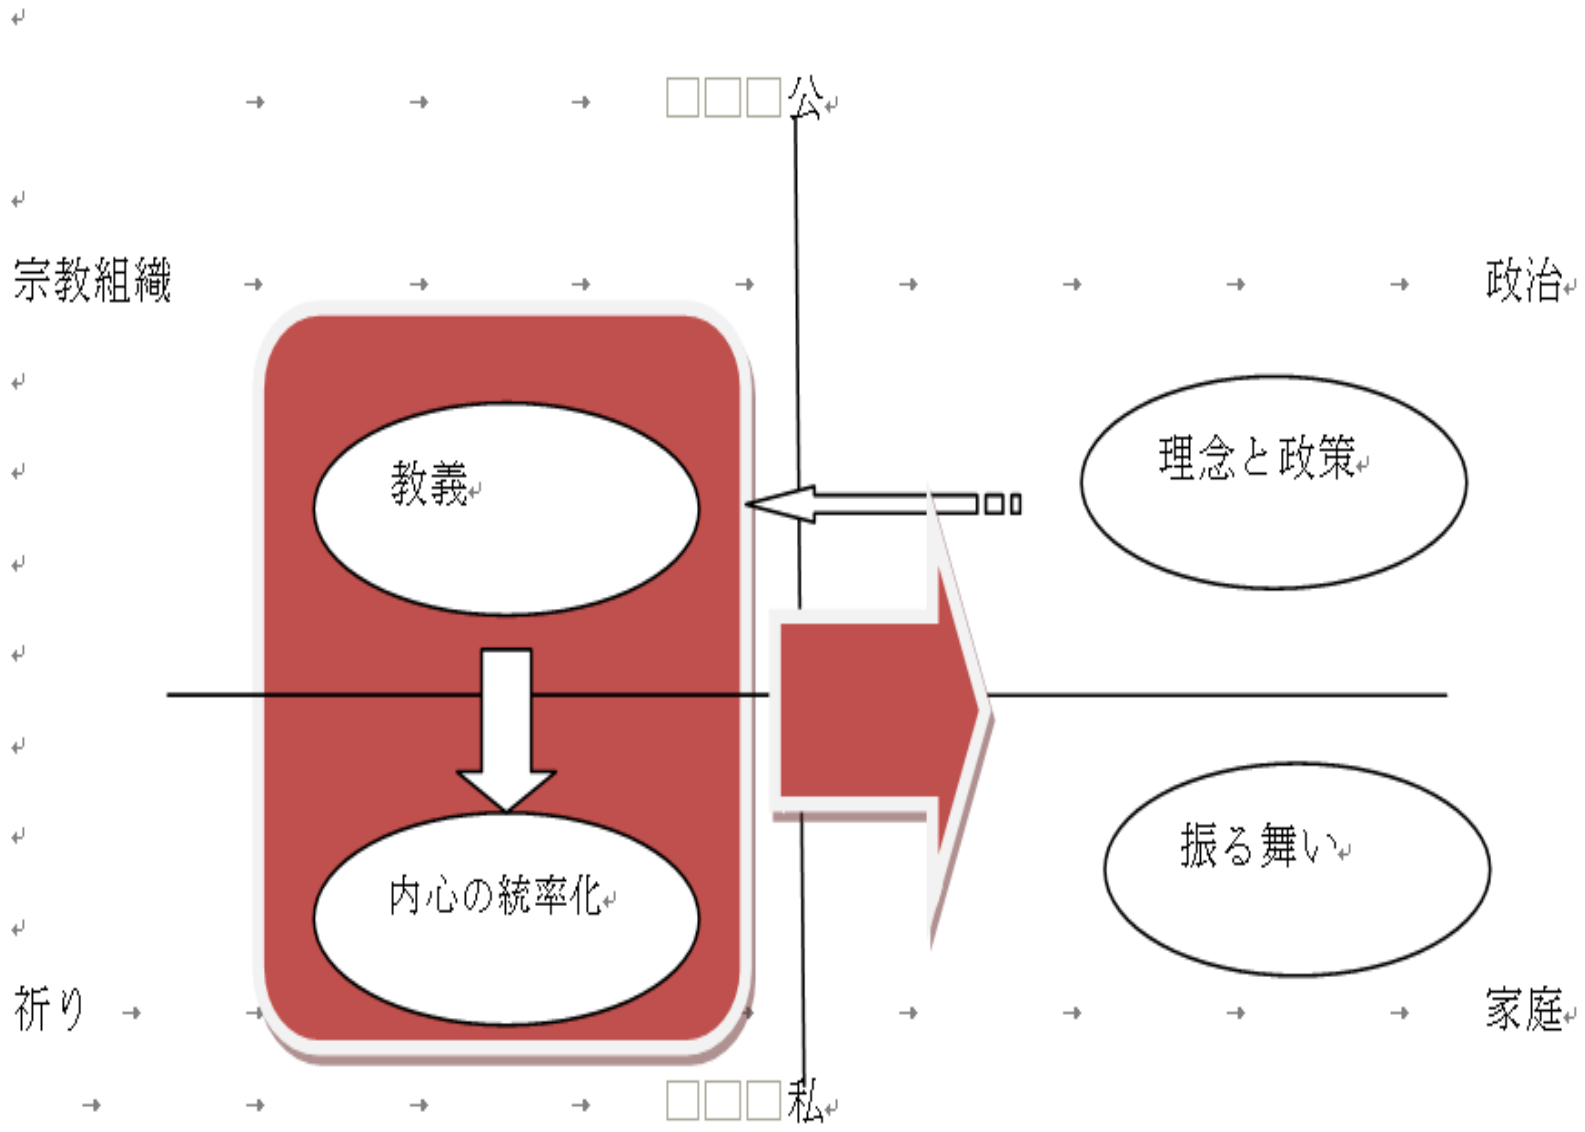 公
宗教組織 政治
理念と政策
教義
振る舞い
内心の統率化
祈り 家庭
私